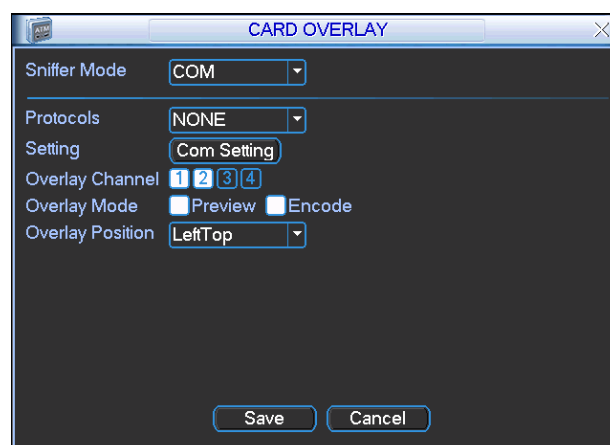 ATM
CARD OVERLAY
Sniffer Mode COM
Protocols NONE
Setting Com Setting
Overlay Channel 1 2 3 4
Overlay Mode Preview Encode
Overlay Position LeftTop
Save Cancel